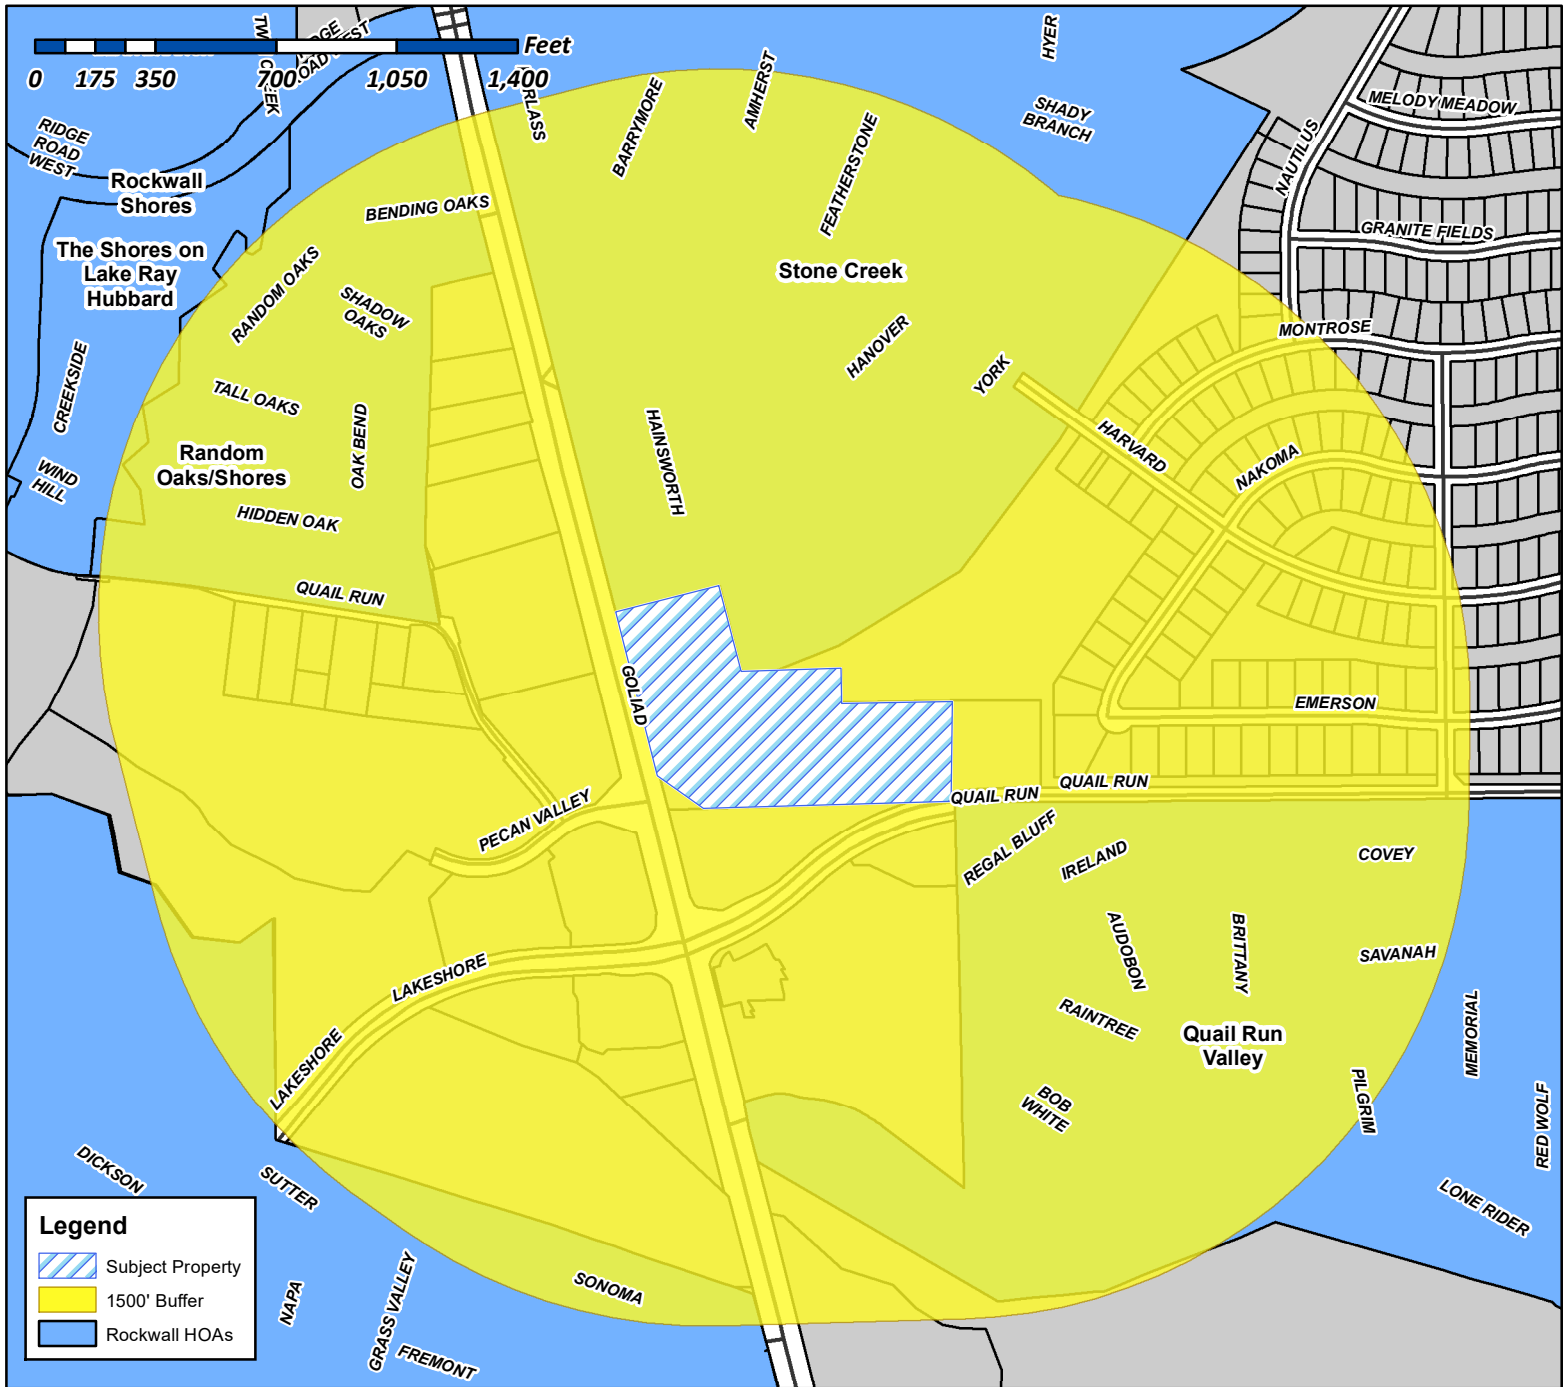 Feet
0 175 350 700 1,050 1,400
HYER
AMHERST
BARRYMORE
SHADY
BRANCH
MELODY MEADOW
RIDGE
ROAD
WEST
Rockwall
Shores
FEATHERSTONE
NAUTILUS
BENDING OAKS
GRANITE FIELDS
The Shores on
Lake Ray
Hubbard
RANDOM OAKS
Stone Creek
SHADOW
OAKS
HANOVER
MONTROSE
CREEKSIDE
YORK
TALL OAKS
OAK BEND
HAINSWORTH
HARVARD
Random
Oaks/Shores
NAKOMA
WIND
HILL
HIDDEN OAK
QUAIL RUN
GOLIAD
EMERSON
QUAIL RUN
QUAIL RUN
PECAN VALLEY
REGAL BLUFF
IRELAND
COVEY
AUDOBON
BRITTANY
SAVANAH
LAKESHORE
RAINTREE
Quail Run
Valley
MEMORIAL
LAKESHORE
BOB
WHITE
PILGRIM
RED WOLF
DICKSON
SUTTER
LONE RIDER
SONOMA
NAPA
GRASS VALLEY
FREMONT
Legend
Subject Property
1500' Buffer
Rockwall HOAs